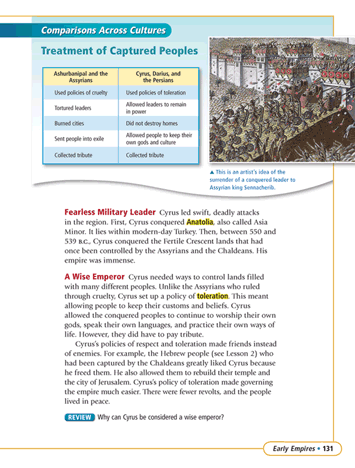 Comparisons Across Cultures
Treatment of Captured Peoples
Ashurbanipal and the
Assyrians
Cyrus, Darius, and
the Persians
Used policies of cruelty
Used policies of toleration
Tortured leaders
Allowed leaders to remain
in power
Burned cities
Did not destroy homes
Sent people into exile
Allowed people to keep their
own gods and culture
Collected tribute
Collected tribute
▲ This is an artist's idea of the
surrender of a conquered leader to
Assyrian king Sennacherib.
Fearless Military Leader Cyrus led swift, deadly attacks
in the region. First, Cyrus conquered Anatolia, also called Asia
Minor. It lies within modern-day Turkey. Then, between 550 and
539 B.C., Cyrus conquered the Fertile Crescent lands that had
once been controlled by the Assyrians and the Chaldeans. His
empire was immense.
A Wise Emperor Cyrus needed ways to control lands filled
with many different peoples. Unlike the Assyrians who ruled
through cruelty, Cyrus set up a policy of toleration. This meant
allowing people to keep their customs and beliefs. Cyrus
allowed the conquered peoples to continue to worship their own
gods, speak their own languages, and practice their own ways of
life. However, they did have to pay tribute.
Cyrus's policies of respect and toleration made friends instead
of enemies. For example, the Hebrew people (see Lesson 2) who
had been captured by the Chaldeans greatly liked Cyrus because
he freed them. He also allowed them to rebuild their temple and
the city of Jerusalem. Cyrus's policy of toleration made governing
the empire much easier. There were fewer revolts, and the people
lived in peace.
REVIEW Why can Cyrus be considered a wise emperor?
Early Empires • 131